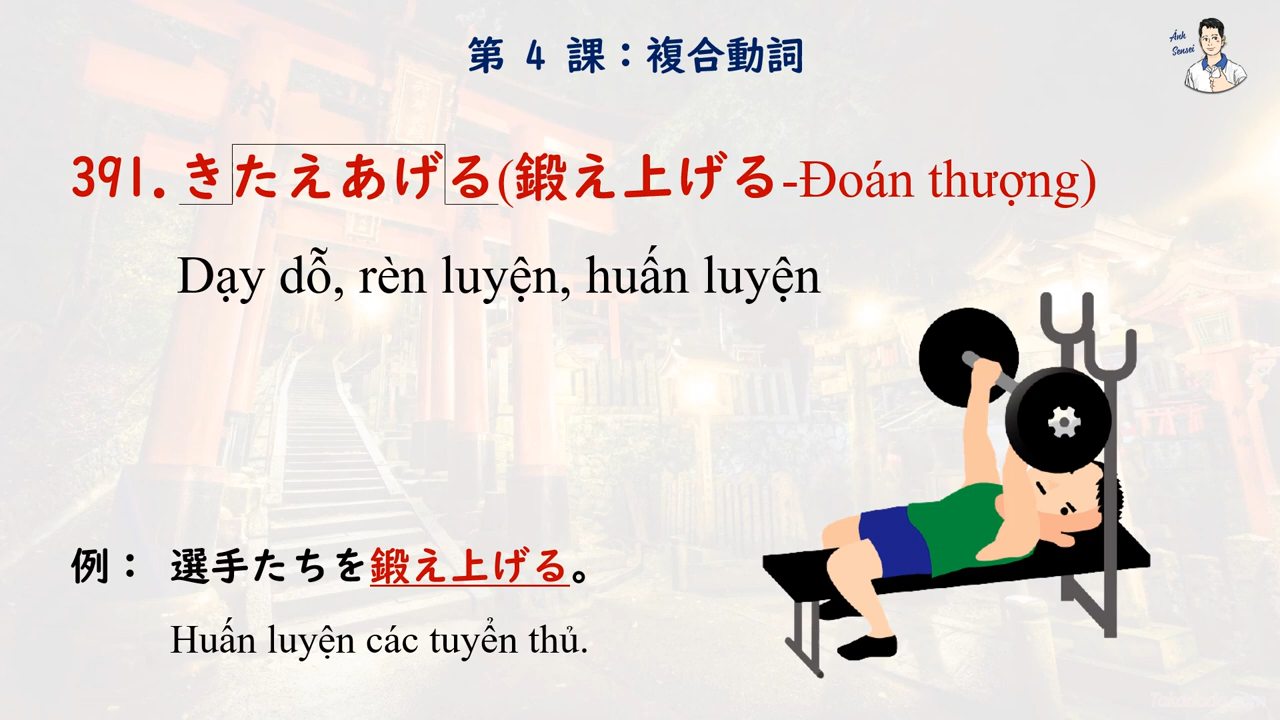 第 4 課：複合動詞
Anh
Sensei
391. きたえあげる(鍛え上げる-Đoán thượng)
Dạy dỗ, rèn luyện, huấn luyện
例： 選手たちを鍛え上げる。
Huấn luyện các tuyển thủ.